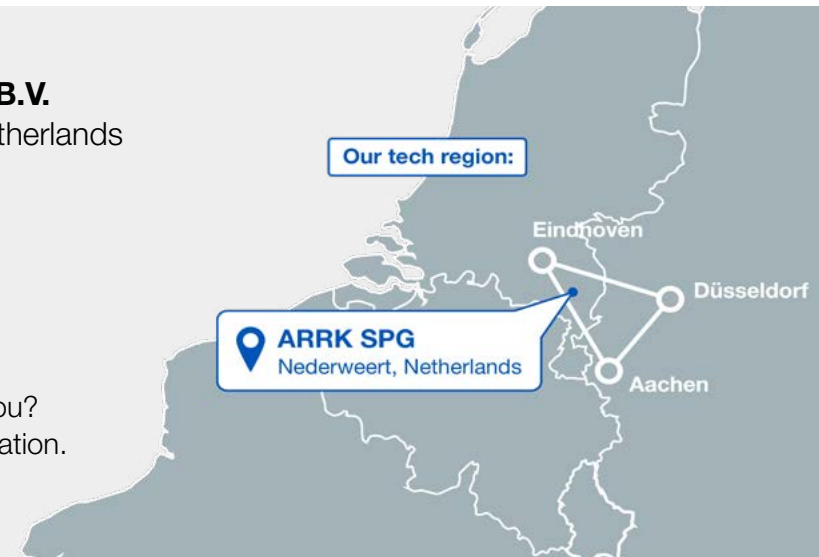 B.V.
therlands
Our tech region:
Eindhoven
Düsseldorf
ARRK SPG
Nederweert, Netherlands
Aachen
ou?
ation.